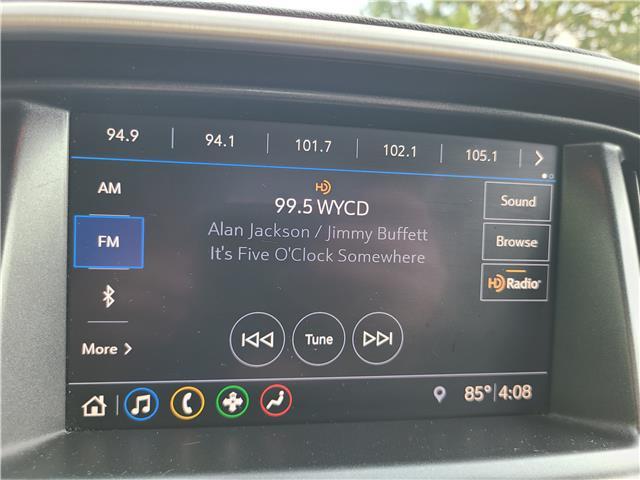 94.9 94.1 101.7 102.1 105.1
AM
FM
More
HD
99.5 WYCD
Alan Jackson / Jimmy Buffett
It's Five O'Clock Somewhere
Sound
Browse
HD Radio
Tune
85° 4:08